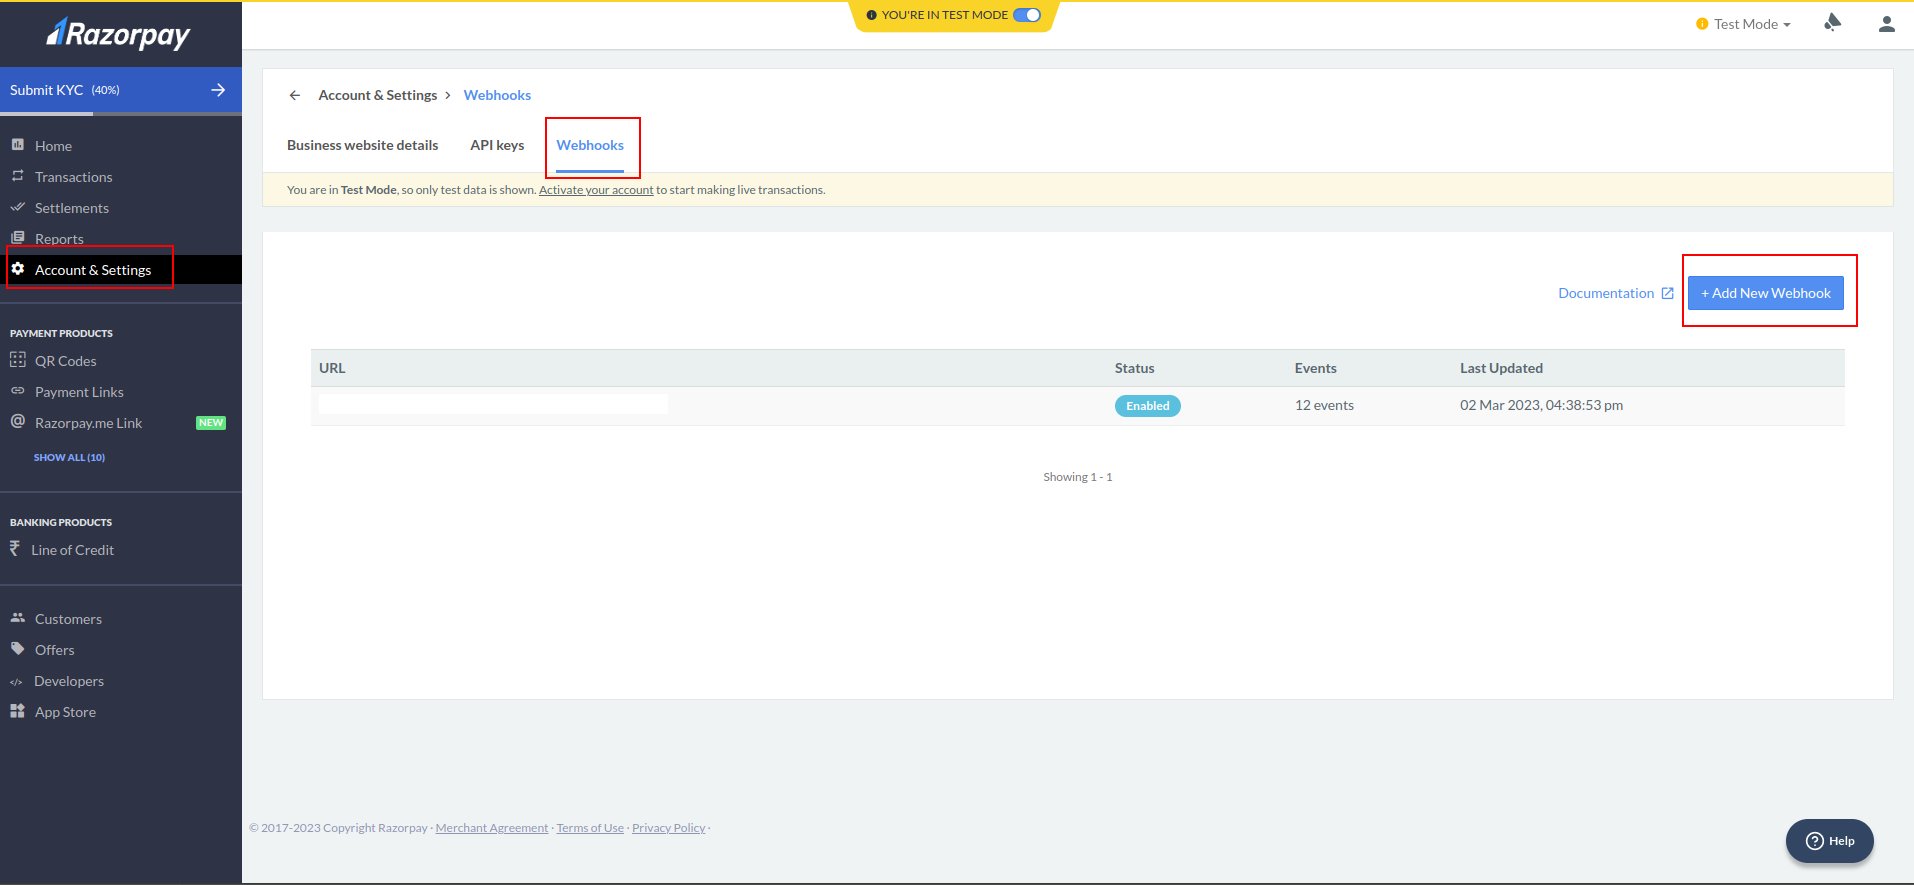 YOU'RE IN TEST MODE
Razorpay
Test Mode
Submit KYC (40%)
Account & Settings > Webhooks
Home
Business website details API keys Webhooks
Transactions
You are in Test Mode, so only test data is shown. Activate your account to start making live transactions.
Settlements
Reports
Account & Settings
Documentation + Add New Webhook
PAYMENT PRODUCTS
QR Codes
URL Status Events Last Updated
Payment Links
Enabled 12 events 02 Mar 2023, 04:38:53 pm
Razorpay.me Link NEW
SHOW ALL (10)
Showing 1 - 1
BANKING PRODUCTS
₹ Line of Credit
Customers
Offers
</> Developers
App Store
© 2017-2023 Copyright Razorpay · Merchant Agreement · Terms of Use · Privacy Policy ·
? Help